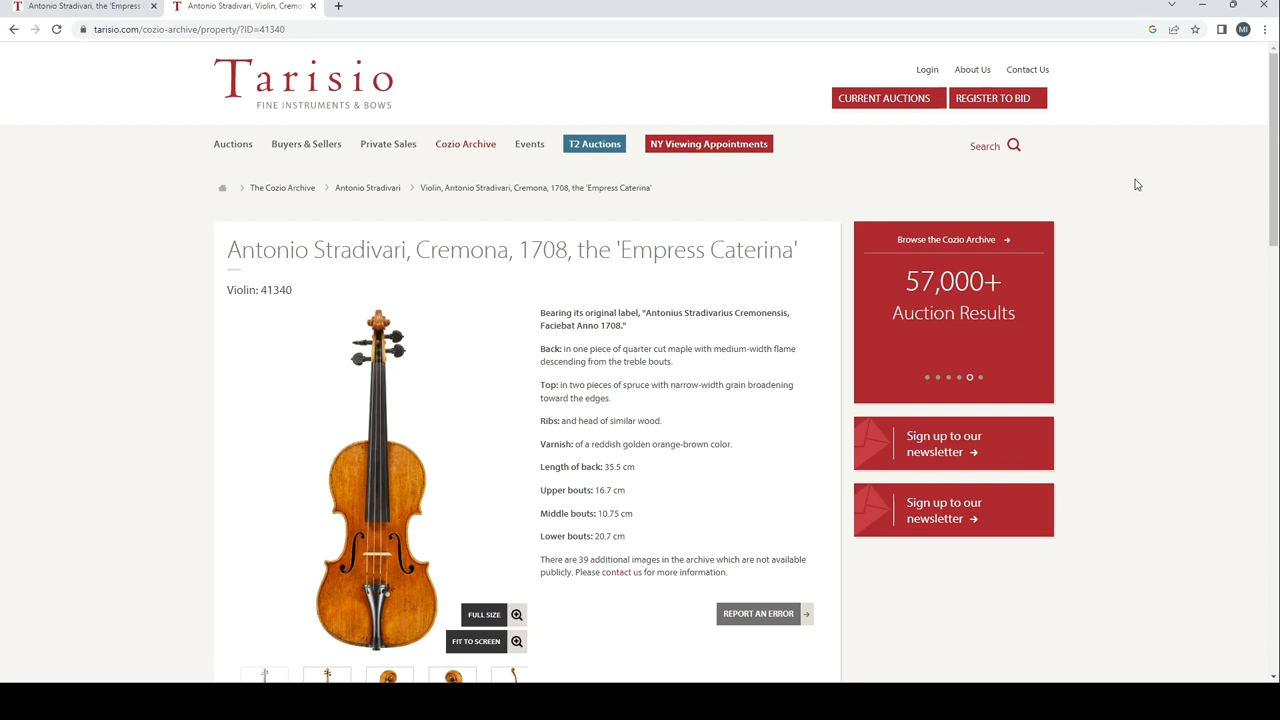 Antonio Stradivari, the 'Empress
Antonio Stradivari, Violin, Cremo
tarisio.com/cozio-archive/property/?ID=41340
MI
Tarisio
FINE INSTRUMENTS & BOWS
Login
About Us
Contact Us
CURRENT AUCTIONS
REGISTER TO BID
Auctions
Buyers & Sellers
Private Sales
Cozio Archive
Events
T2 Auctions
NY Viewing Appointments
Search
The Cozio Archive
Antonio Stradivari
Violin, Antonio Stradivari, Cremona, 1708, the 'Empress Caterina'
Antonio Stradivari, Cremona, 1708, the 'Empress Caterina'
Violin: 41340
Bearing its original label, "Antonius Stradivarius Cremonensis,
Faciebat Anno 1708."
Back: in one piece of quarter cut maple with medium-width flame
descending from the treble bouts.
Top: in two pieces of spruce with narrow-width grain broadening
toward the edges.
Ribs: and head of similar wood.
Varnish: of a reddish golden orange-brown color.
Length of back: 35.5 cm
Upper bouts: 16.7 cm
Middle bouts: 10.75 cm
Lower bouts: 20.7 cm
There are 39 additional images in the archive which are not available
publicly. Please contact us for more information.
FULL SIZE
FIT TO SCREEN
REPORT AN ERROR
Browse the Cozio Archive
57,000+
Auction Results
Sign up to our
newsletter
Sign up to our
newsletter